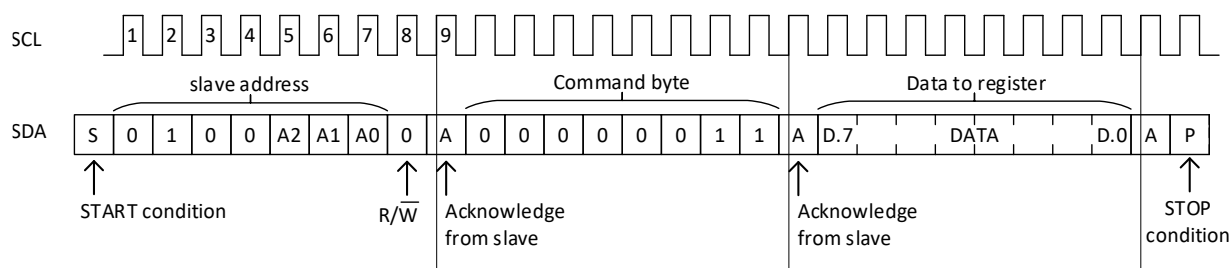 SCL 1 2 3 4 5 6 7 8 9
slave address Command byte Data to register
SDA S 0 1 0 0 A2 A1 A0 0 A 0 0 0 0 0 0 1 1 A D.7 DATA D.0 A P
START condition R/W̅ Acknowledge from slave Acknowledge from slave STOP condition